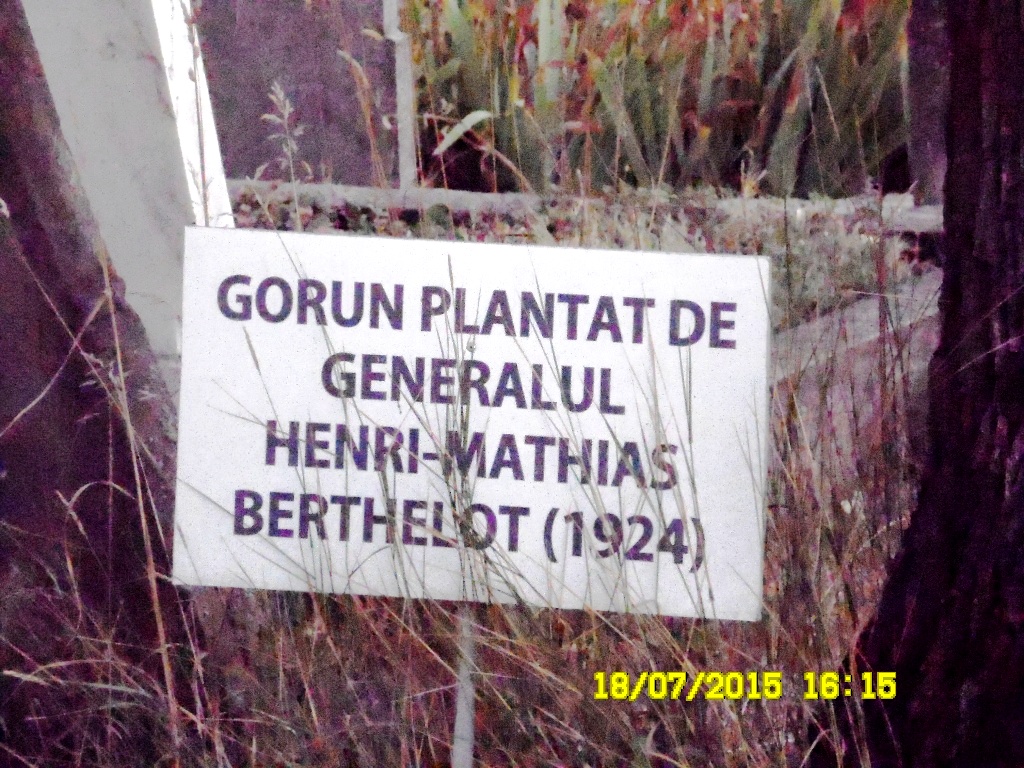 GORUN PLANTAT DE
GENERALUL
HENRI-MATHIAS
BERTHELOT (1924)
18/07/2015 16:15